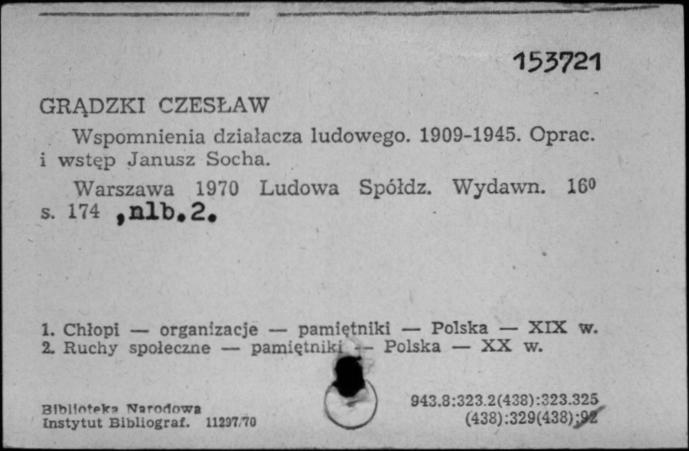 153721
GRĄDZKI CZESŁAW
Wspomnienia działacza ludowego. 1909-1945. Oprac.
i wstęp Janusz Socha.
Warszawa 1970 Ludowa Spółdz. Wydawn. 16⁰
s. 174 ,nlb.2.
1. Chłopi — organizacje — pamiętniki — Polska — XIX w.
2. Ruchy społeczne — pamiętniki — Polska — XX w.
Biblioteka Narodowa
Instytut Bibliograf. 11297/70
943.8:323.2(438):323.325
(438):329(438);92